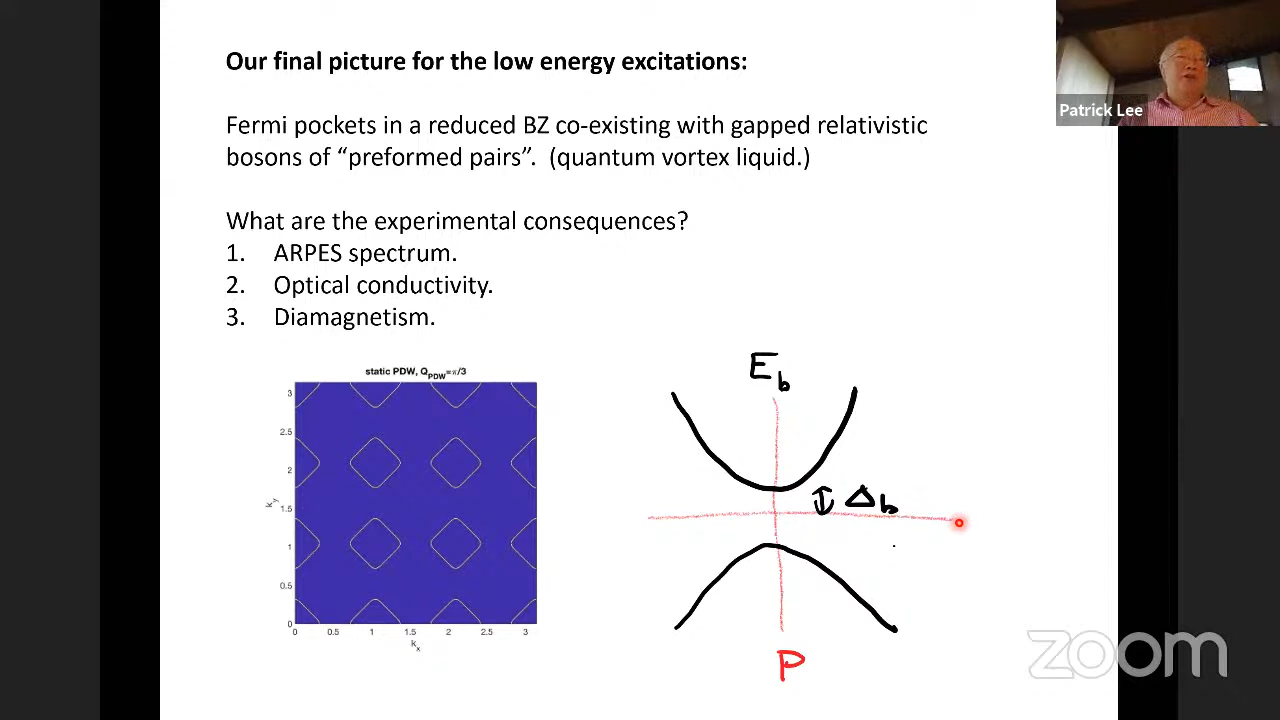 Our final picture for the low energy excitations:
Patrick Lee
Fermi pockets in a reduced BZ co-existing with gapped relativistic
bosons of “preformed pairs”. (quantum vortex liquid.)
What are the experimental consequences?
1. ARPES spectrum.
2. Optical conductivity.
3. Diamagnetism.
static PDW, Q_PDW=π/3
3
2.5
2
1.5
1
0.5
0
k_y
0 0.5 1 1.5 2 2.5 3
k_x
E_b
Δ_b
P
zoom